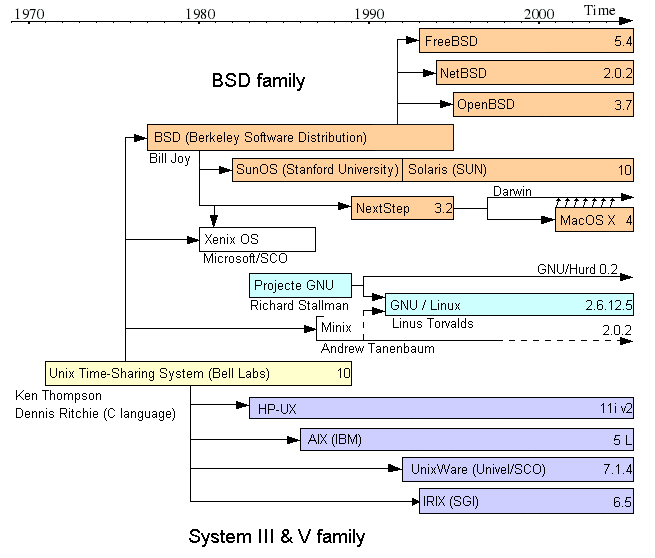 1970 1980 1990 2000 Time
FreeBSD 5.4
BSD family
NetBSD 2.0.2
OpenBSD 3.7
BSD (Berkeley Software Distribution)
Bill Joy
SunOS (Stanford University) Solaris (SUN) 10
Darwin
NextStep 3.2
MacOS X 4
Xenix OS
Microsoft/SCO
GNU/Hurd 0.2
Projecte GNU
Richard Stallman
GNU / Linux 2.6.12.5
Linus Torvalds
Minix 2.0.2
Andrew Tanenbaum
Unix Time-Sharing System (Bell Labs) 10
Ken Thompson
Dennis Ritchie (C language)
HP-UX 11i v2
AIX (IBM) 5 L
UnixWare (Univel/SCO) 7.1.4
IRIX (SGI) 6.5
System III & V family